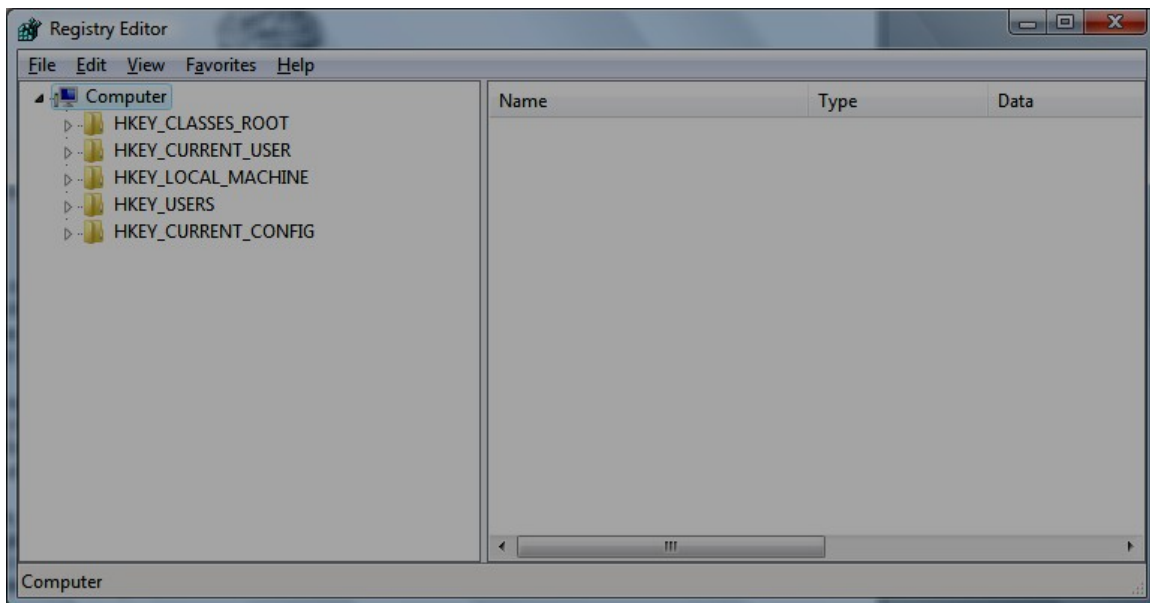 Registry Editor
File Edit View Favorites Help
Computer
HKEY_CLASSES_ROOT
HKEY_CURRENT_USER
HKEY_LOCAL_MACHINE
HKEY_USERS
HKEY_CURRENT_CONFIG
Name Type Data
Computer